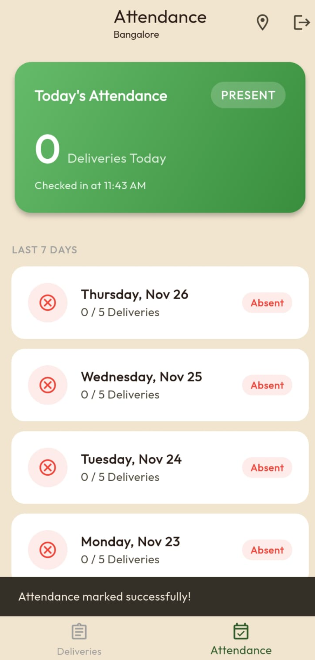 Attendance
Bangalore
Today's Attendance
PRESENT
0 Deliveries Today
Checked in at 11:43 AM
LAST 7 DAYS
Thursday, Nov 26
0 / 5 Deliveries
Absent
Wednesday, Nov 25
0 / 5 Deliveries
Absent
Tuesday, Nov 24
0 / 5 Deliveries
Absent
Monday, Nov 23
0 / 5 Deliveries
Absent
Attendance marked successfully!
Deliveries
Attendance